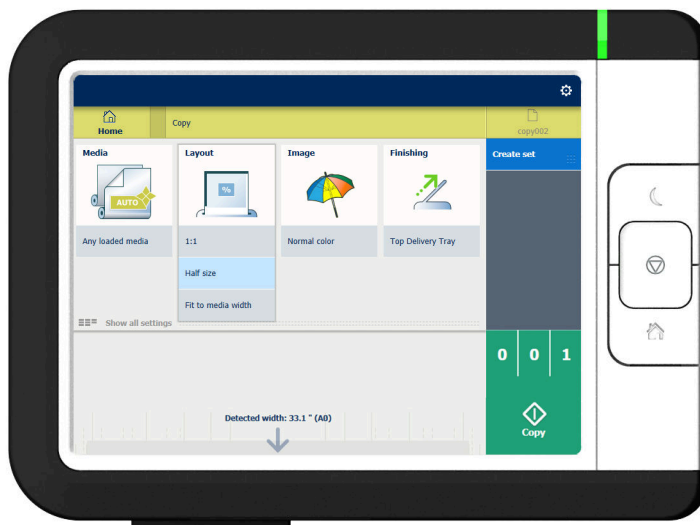 Home
Copy
copy002
Media
Layout
Image
Finishing
Create set
AUTO
%
Any loaded media
1:1
Normal color
Top Delivery Tray
Half size
Fit to media width
Show all settings
0 0 1
Detected width: 33.1 " (A0)
Copy